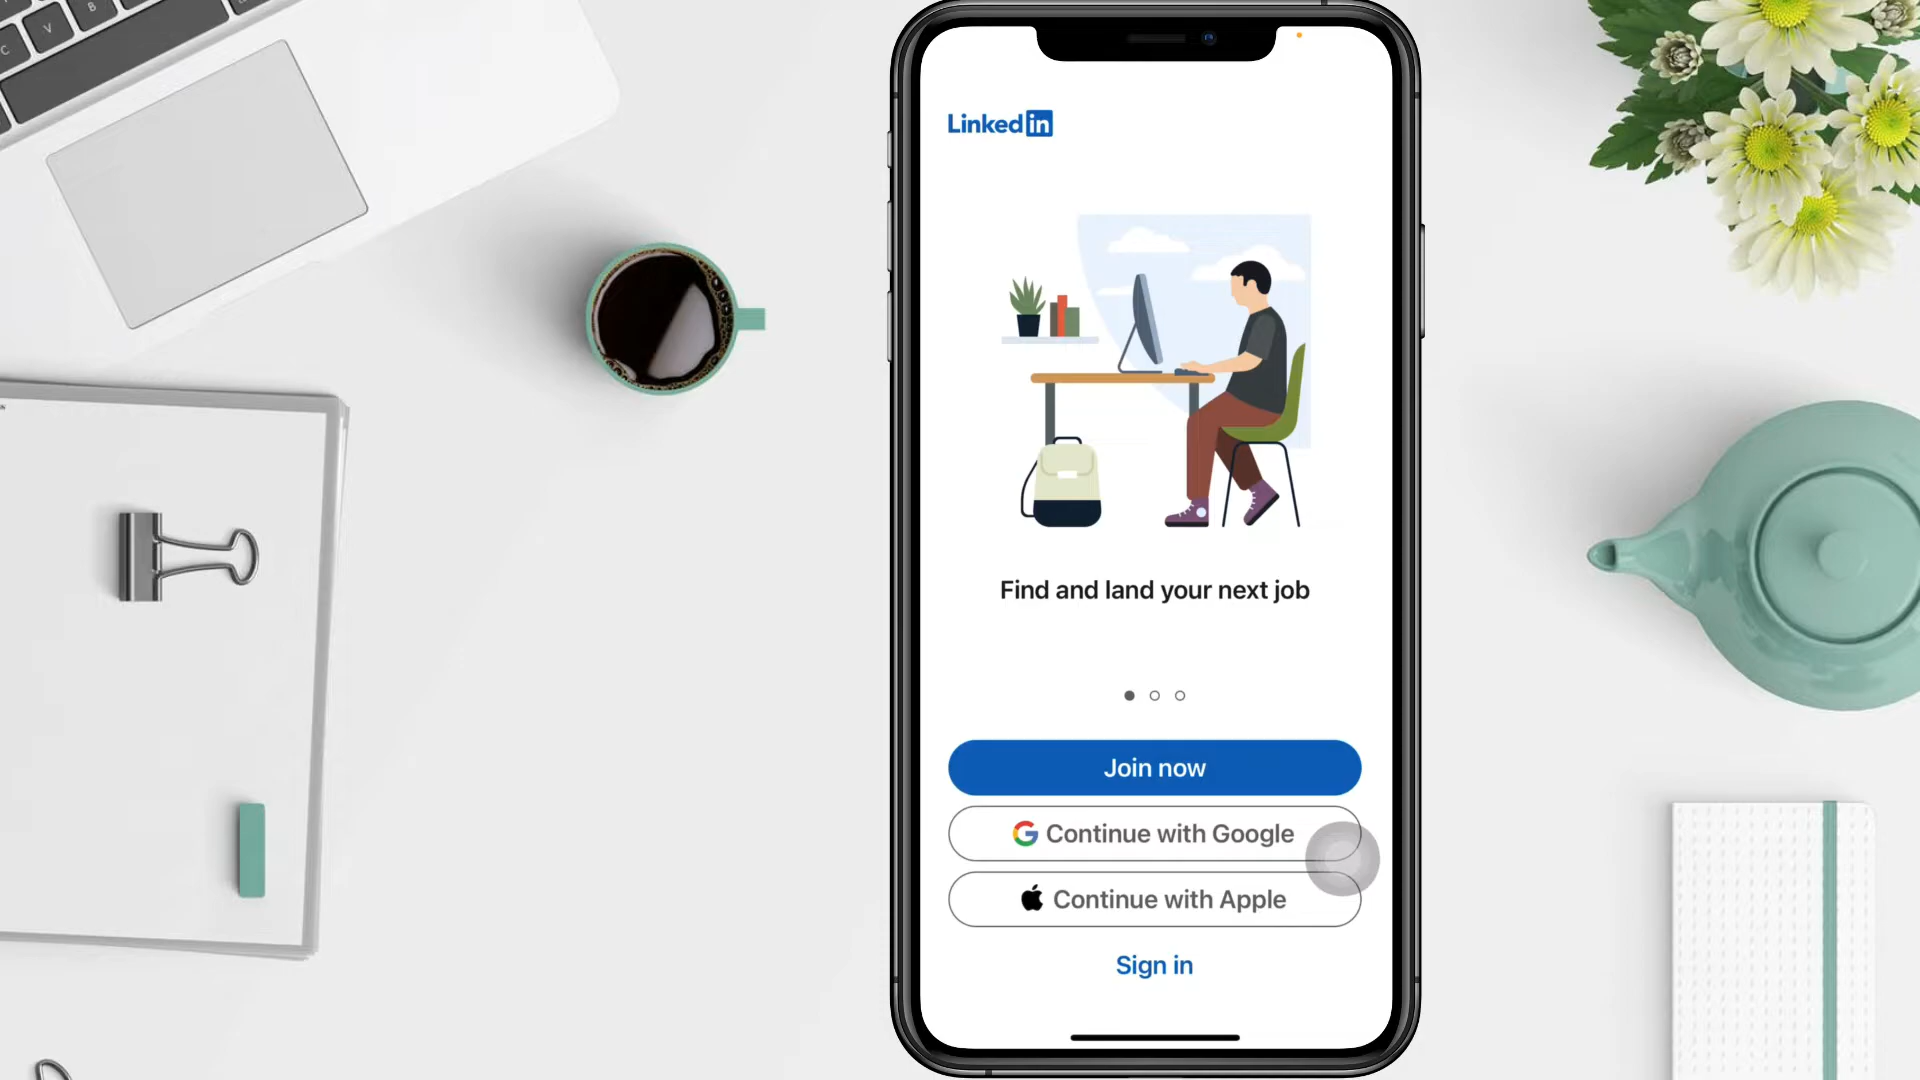 LinkedIn
Find and land your next job
Join now
Continue with Google
Continue with Apple
Sign in
V
B
C